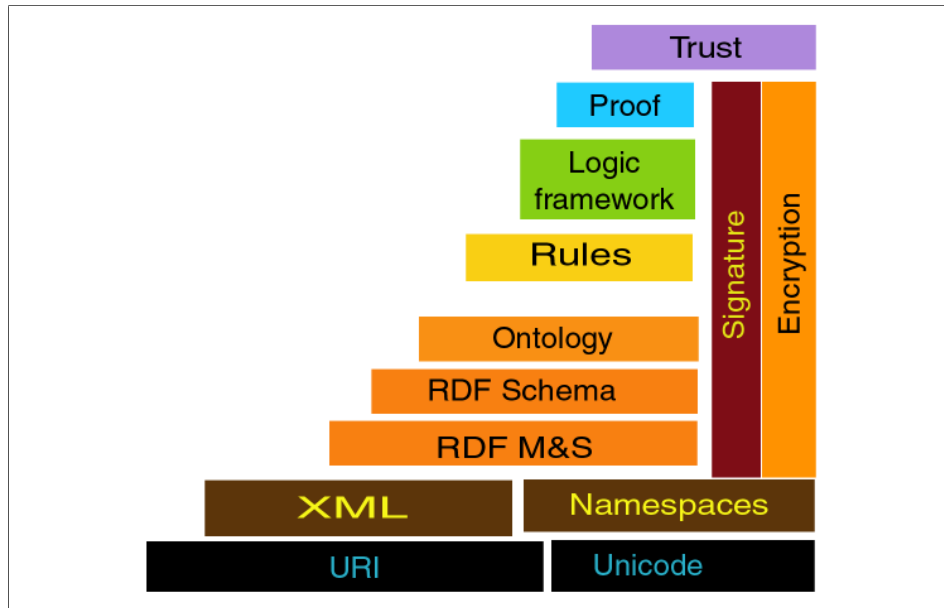 Trust
Proof
Logic
framework
Rules
Ontology
RDF Schema
RDF M&S
Signature
Encryption
XML
Namespaces
URI
Unicode